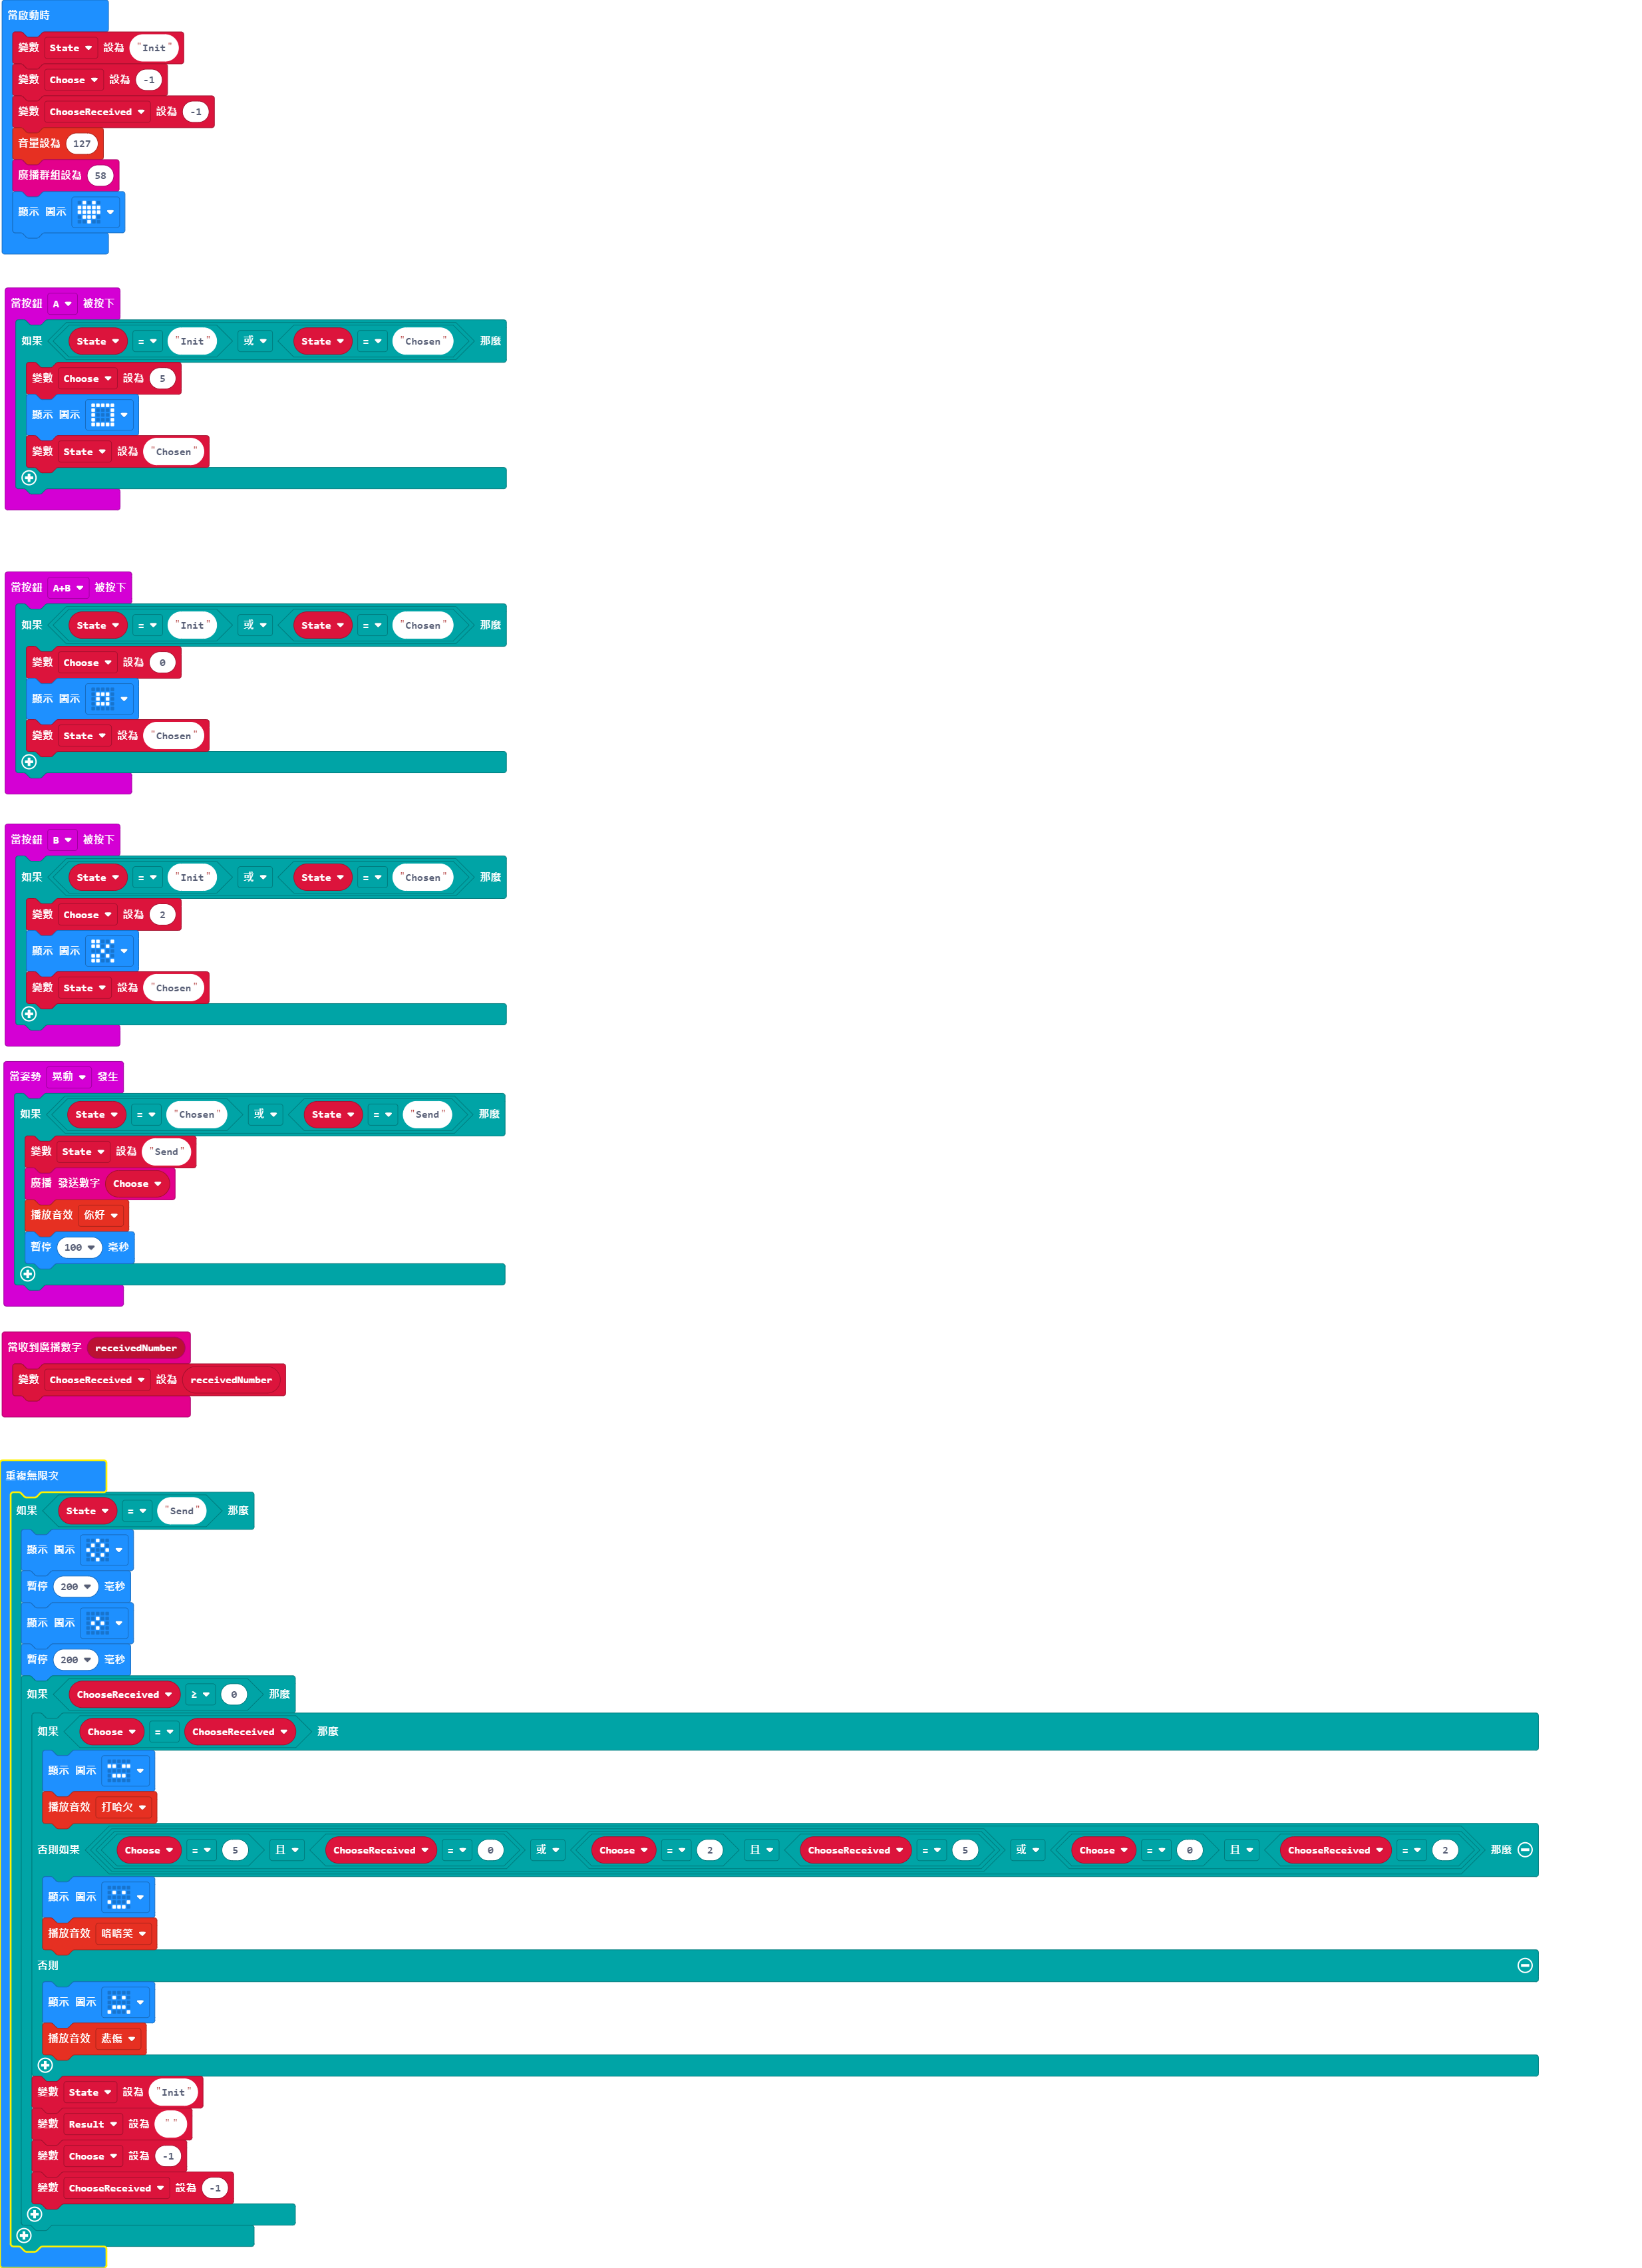 當啟動時
變數 State 設為 "Init"
變數 Choose 設為 -1
變數 ChooseReceived 設為 -1
音量設為 127
廣播群組設為 58
顯示 圖示
當按鈕 A 被按下
如果 State = "Init" 或 State = "Chosen" 那麼
變數 Choose 設為 5
顯示 圖示
變數 State 設為 "Chosen"
當按鈕 A+B 被按下
如果 State = "Init" 或 State = "Chosen" 那麼
變數 Choose 設為 0
顯示 圖示
變數 State 設為 "Chosen"
當按鈕 B 被按下
如果 State = "Init" 或 State = "Chosen" 那麼
變數 Choose 設為 2
顯示 圖示
變數 State 設為 "Chosen"
當姿勢 晃動 發生
如果 State = "Chosen" 或 State = "Send" 那麼
變數 State 設為 "Send"
廣播 發送數字 Choose
播放音效 你好
暫停 100 毫秒
當收到廣播數字 receivedNumber
變數 ChooseReceived 設為 receivedNumber
重複無限次
如果 State = "Send" 那麼
顯示 圖示
暫停 200 毫秒
顯示 圖示
暫停 200 毫秒
如果 ChooseReceived ≥ 0 那麼
如果 Choose = ChooseReceived 那麼
顯示 圖示
播放音效 打哈欠
否則如果 Choose = 5 且 ChooseReceived = 0 或 Choose = 2 且 ChooseReceived = 5 或 Choose = 0 且 ChooseReceived = 2 那麼
顯示 圖示
播放音效 咯咯笑
否則
顯示 圖示
播放音效 悲傷
變數 State 設為 "Init"
變數 Result 設為 ""
變數 Choose 設為 -1
變數 ChooseReceived 設為 -1